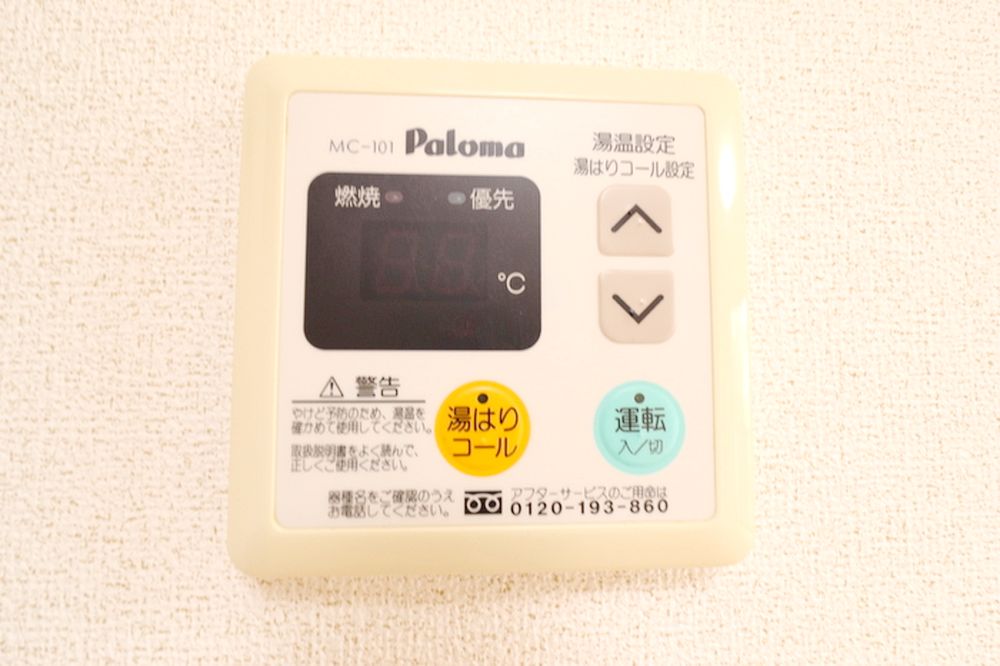 MC-101 Paloma
湯温設定
湯はりコール設定
燃焼 優先
℃
警告
やけど予防のため、湯温を
確かめて使用してください。
取扱説明書をよく読んで、
正しくご使用ください。
湯はり
コール
運転
入/切
器種名をご確認のうえ
お電話してください。
アフターサービスのご用命は
0120-193-860